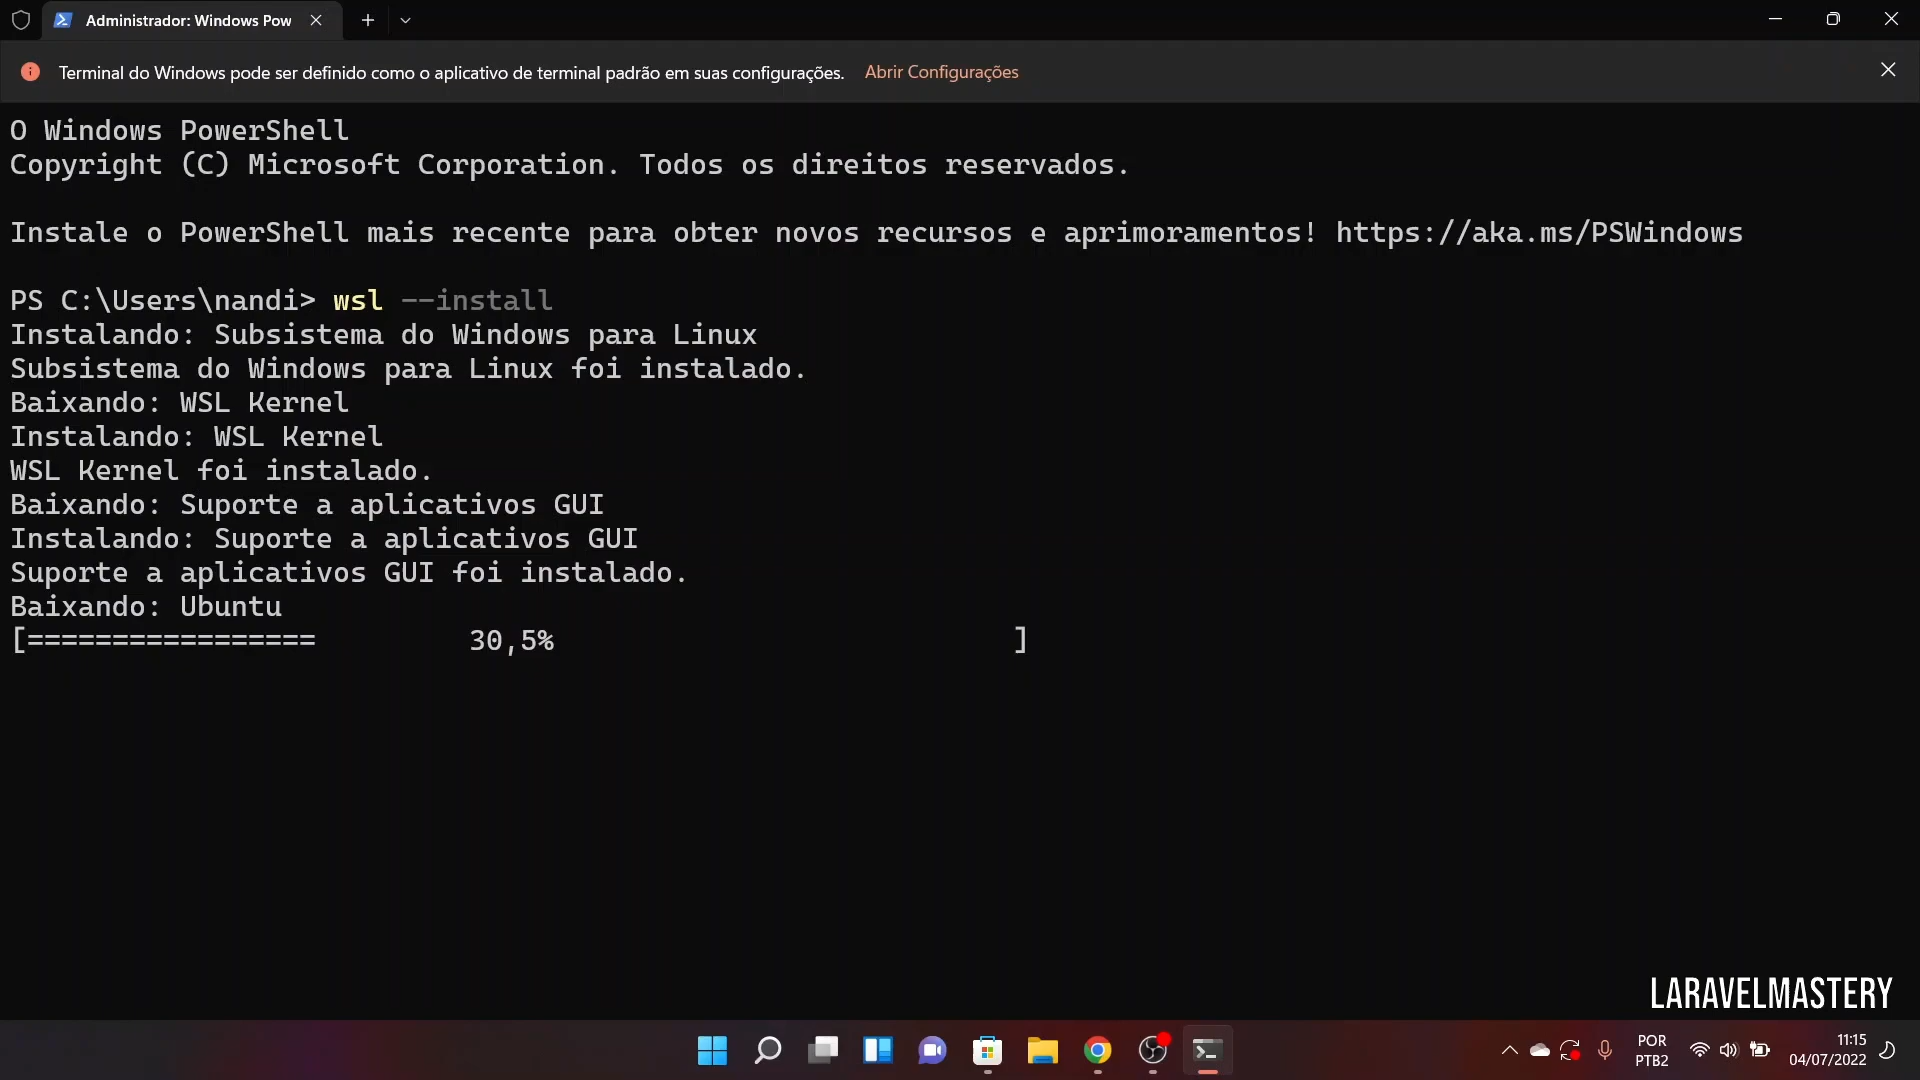 Administrador: Windows Pow
Terminal do Windows pode ser definido como o aplicativo de terminal padrão em suas configurações. Abrir Configurações
O Windows PowerShell
Copyright (C) Microsoft Corporation. Todos os direitos reservados.
Instale o PowerShell mais recente para obter novos recursos e aprimoramentos! https://aka.ms/PSWindows
PS C:\Users\nandi> wsl --install
Instalando: Subsistema do Windows para Linux
Subsistema do Windows para Linux foi instalado.
Baixando: WSL Kernel
Instalando: WSL Kernel
WSL Kernel foi instalado.
Baixando: Suporte a aplicativos GUI
Instalando: Suporte a aplicativos GUI
Suporte a aplicativos GUI foi instalado.
Baixando: Ubuntu
[================= 30,5% ]
LARAVELMASTERY
POR
PTB2
11:15
04/07/2022